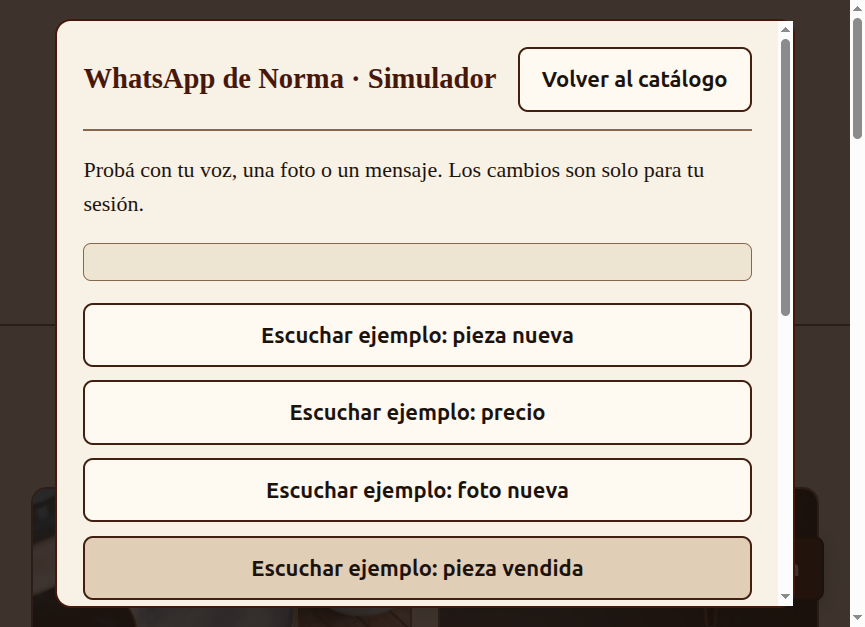 WhatsApp de Norma · Simulador
Volver al catálogo
Probá con tu voz, una foto o un mensaje. Los cambios son solo para tu
sesión.
Escuchar ejemplo: pieza nueva
Escuchar ejemplo: precio
Escuchar ejemplo: foto nueva
Escuchar ejemplo: pieza vendida